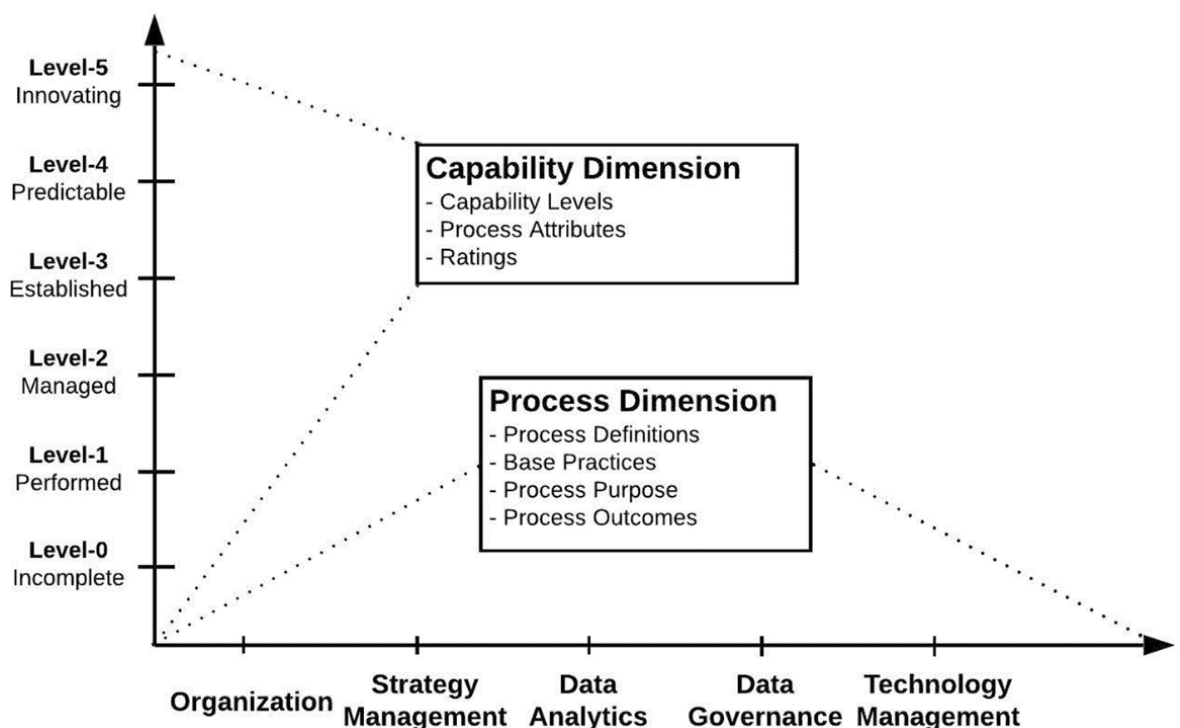 Level-5
Innovating
Level-4
Predictable
Level-3
Established
Level-2
Managed
Level-1
Performed
Level-0
Incomplete
Capability Dimension
- Capability Levels
- Process Attributes
- Ratings
Process Dimension
- Process Definitions
- Base Practices
- Process Purpose
- Process Outcomes
Organization
Strategy
Management
Data
Analytics
Data
Governance
Technology
Management